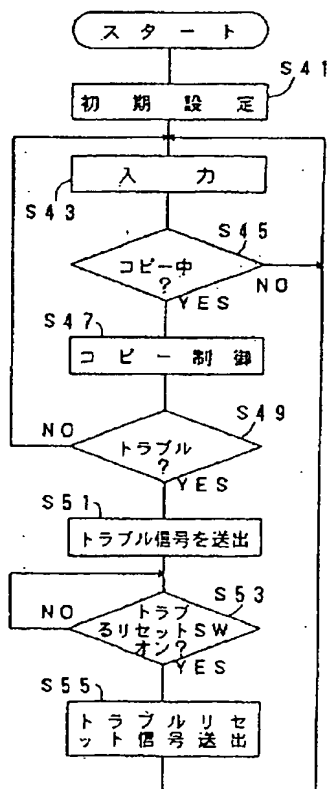 スタート
S41
初期設定
入力
S43
S45
コピー中
?
NO
YES
S47
コピー制御
S49
NO
トラブル
?
YES
S51
トラブル信号を送出
S53
NO
トラブ
るリセットSW
オン?
YES
S55
トラブルリセ
ット信号送出